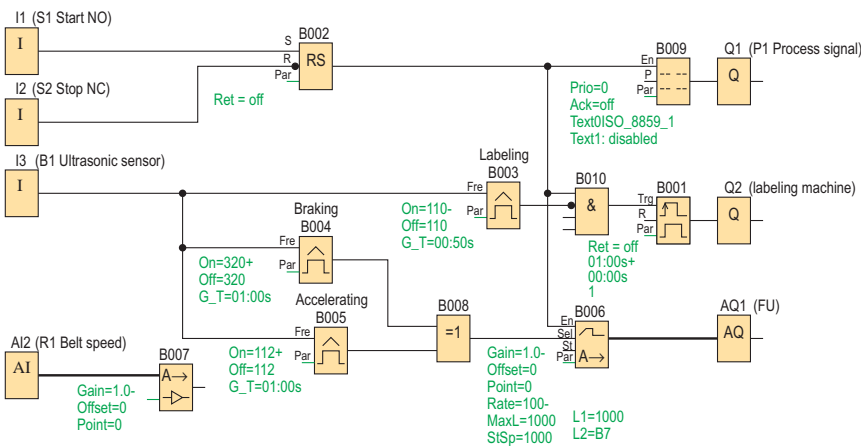 I1 (S1 Start NO)
I
B002
S
R
Par
RS
Ret = off
I2 (S2 Stop NC)
I
B009
En
P
Par
Prio=0
Ack=off
Text0ISO_8859_1
Text1: disabled
Q1 (P1 Process signal)
Q
I3 (B1 Ultrasonic sensor)
I
Labeling
B003
Fre
Par
On=110-
Off=110
G_T=00:50s
B010
&
B001
Trg
R
Par
Ret = off
01:00s+
00:00s
1
Q2 (labeling machine)
Q
Braking
B004
Fre
Par
On=320+
Off=320
G_T=01:00s
Accelerating
B005
Fre
Par
On=112+
Off=112
G_T=01:00s
B008
=1
B006
En
Sel
St
Par
A→
Gain=1.0-
Offset=0
Point=0
Rate=100-
MaxL=1000
StSp=1000
L1=1000
L2=B7
AQ1 (FU)
AQ
AI2 (R1 Belt speed)
AI
B007
A→
Gain=1.0-
Offset=0
Point=0